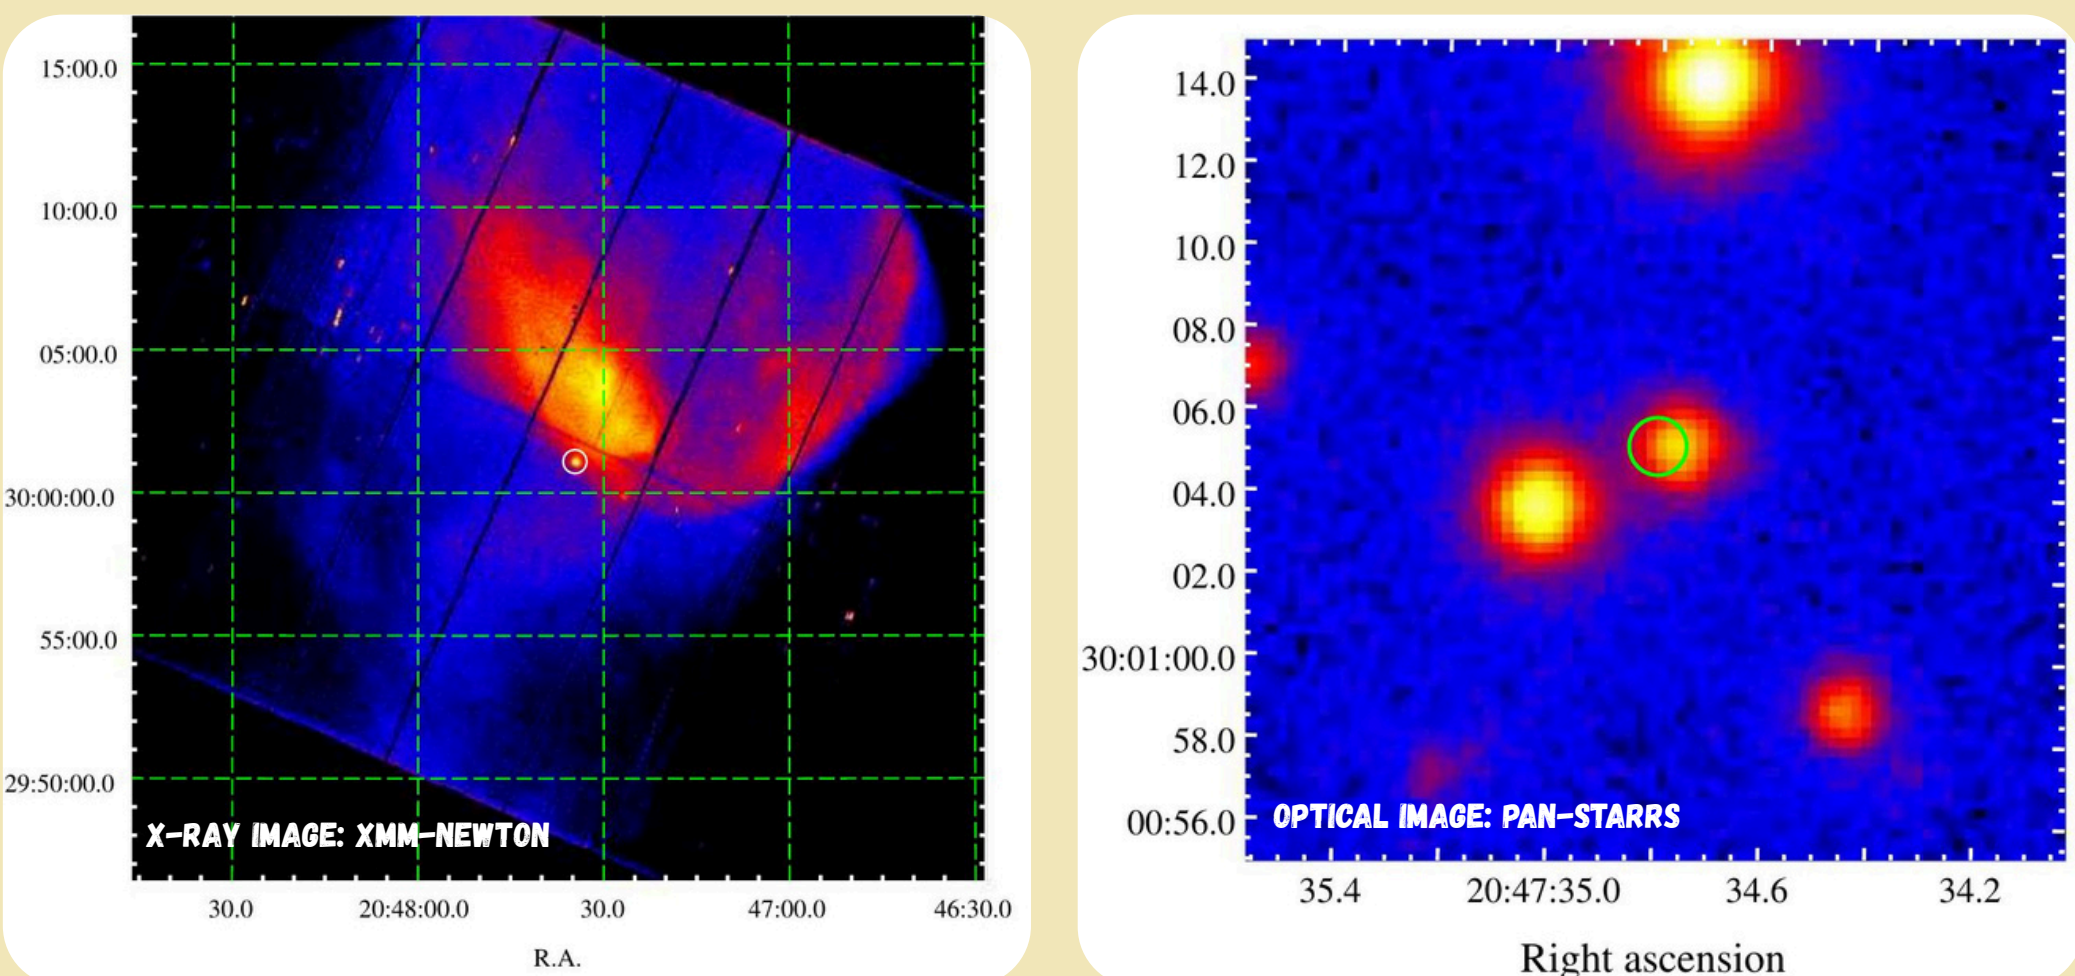 15:00.0
10:00.0
05:00.0
30:00:00.0
55:00.0
29:50:00.0
X-RAY IMAGE: XMM-NEWTON
30.0 20:48:00.0 30.0 47:00.0 46:30.0
R.A.
14.0
12.0
10.0
08.0
06.0
04.0
02.0
30:01:00.0
58.0
00:56.0
OPTICAL IMAGE: PAN-STARRS
35.4 20:47:35.0 34.6 34.2
Right ascension